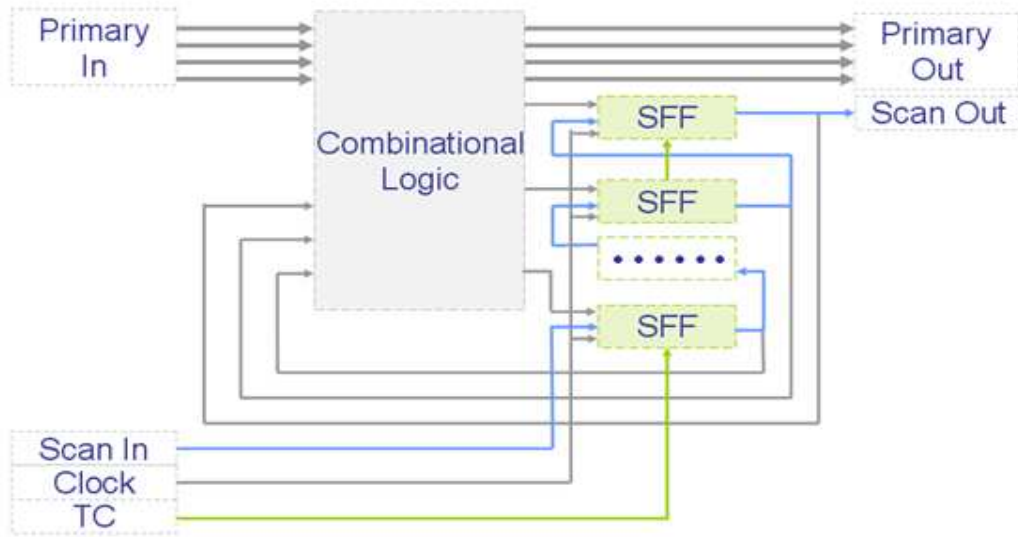 Primary
In
Combinational
Logic
Primary
Out
Scan Out
SFF
SFF
SFF
Scan In
Clock
TC